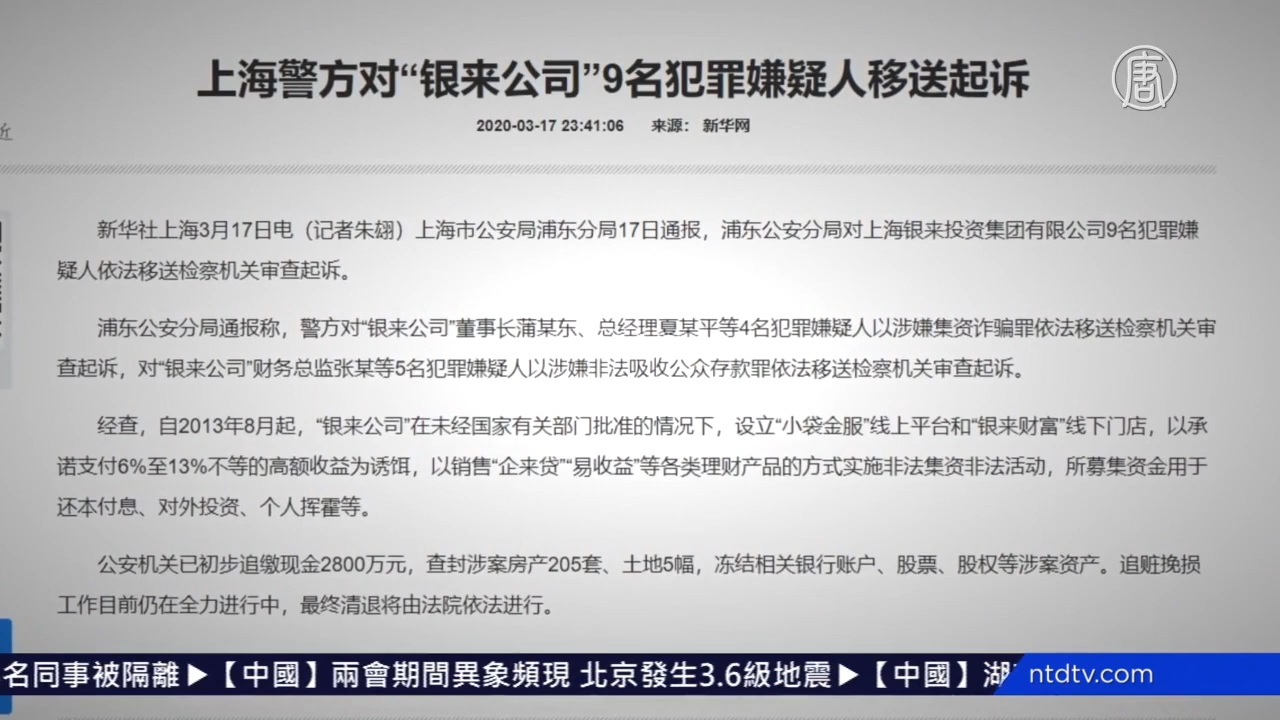 上海警方对“银来公司”9名犯罪嫌疑人移送起诉
唐
2020-03-17 23:41:06 来源： 新华网
近
新华社上海3月17日电（记者朱翃）上海市公安局浦东分局17日通报，浦东公安分局对上海银来投资集团有限公司9名犯罪嫌
疑人依法移送检察机关审查起诉。
浦东公安分局通报称，警方对“银来公司”董事长蒲某东、总经理夏某平等4名犯罪嫌疑人以涉嫌集资诈骗罪依法移送检察机关审
查起诉，对“银来公司”财务总监张某等5名犯罪嫌疑人以涉嫌非法吸收公众存款罪依法移送检察机关审查起诉。
经查，自2013年8月起，“银来公司”在未经国家有关部门批准的情况下，设立“小袋金服”线上平台和“银来财富”线下门店，以承
诺支付6%至13%不等的高额收益为诱饵，以销售“企来贷”“易收益”等各类理财产品的方式实施非法集资非法活动，所募集资金用于
还本付息、对外投资、个人挥霍等。
公安机关已初步追缴现金2800万元，查封涉案房产205套、土地5幅，冻结相关银行账户、股票、股权等涉案资产。追赃挽损
工作目前仍在全力进行中，最终清退将由法院依法进行。
名同事被隔離▶【中國】兩會期間異象頻現 北京發生3.6級地震▶【中國】湖
ntdtv.com